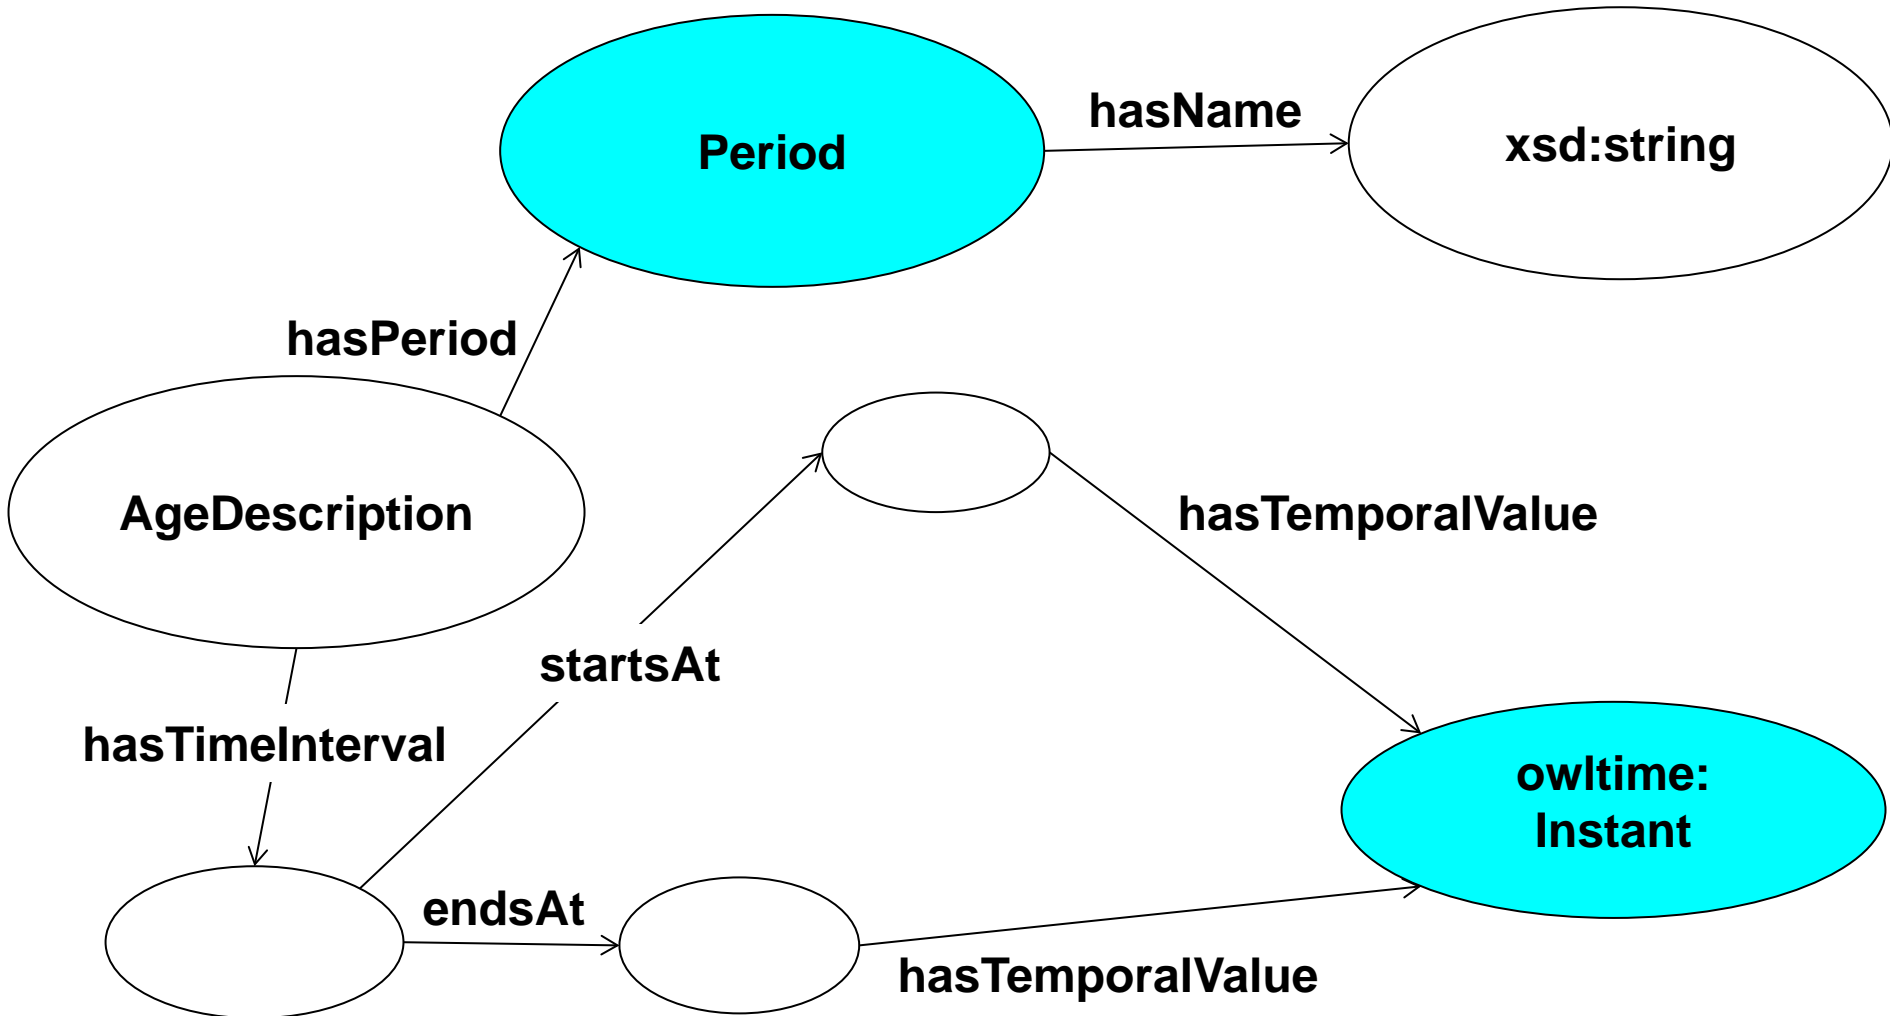 hasName
Period
xsd:string
hasPeriod
AgeDescription
hasTemporalValue
startsAt
hasTimeInterval
owltime:
Instant
endsAt
hasTemporalValue